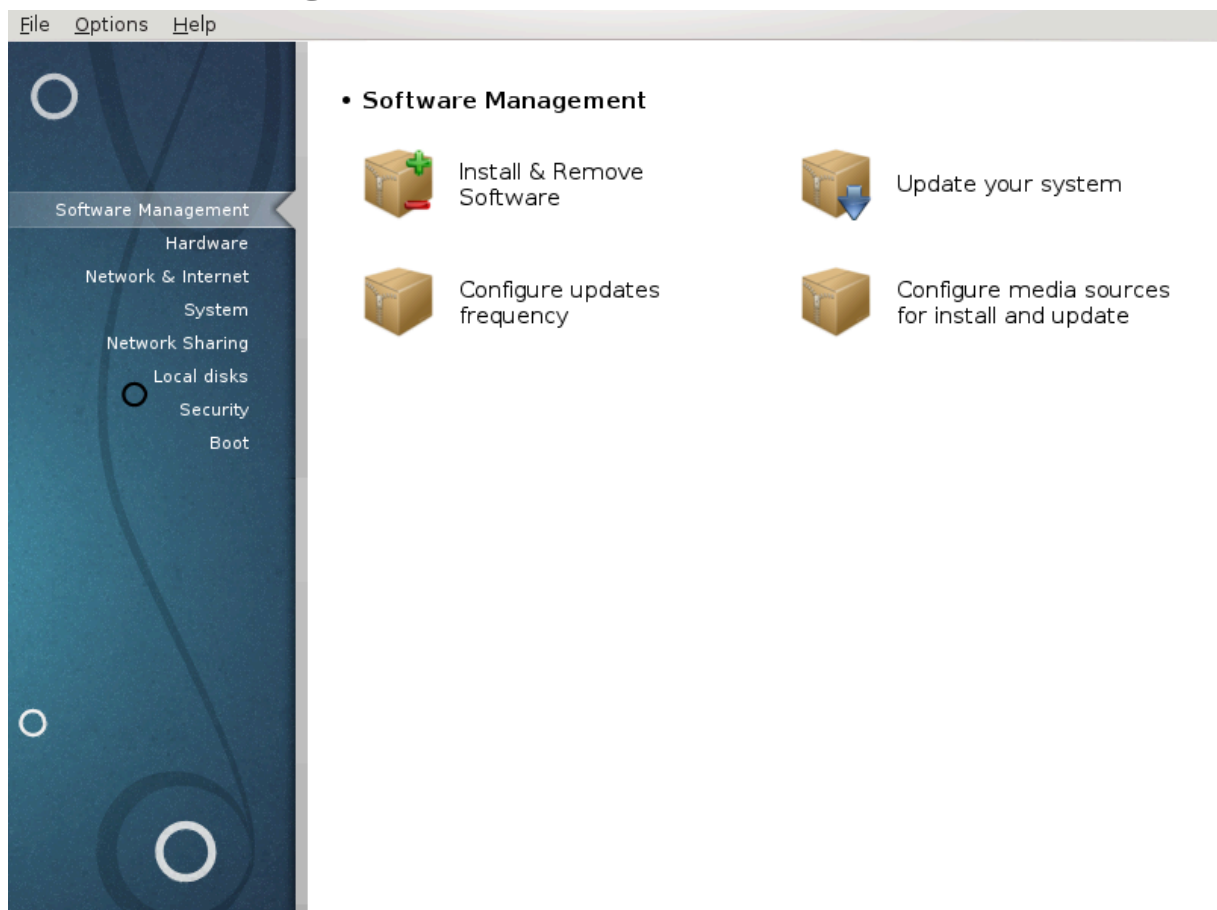 File Options Help
Software Management
Hardware
Network & Internet
System
Network Sharing
Local disks
Security
Boot
• Software Management
Install & Remove
Software
Update your system
Configure updates
frequency
Configure media sources
for install and update